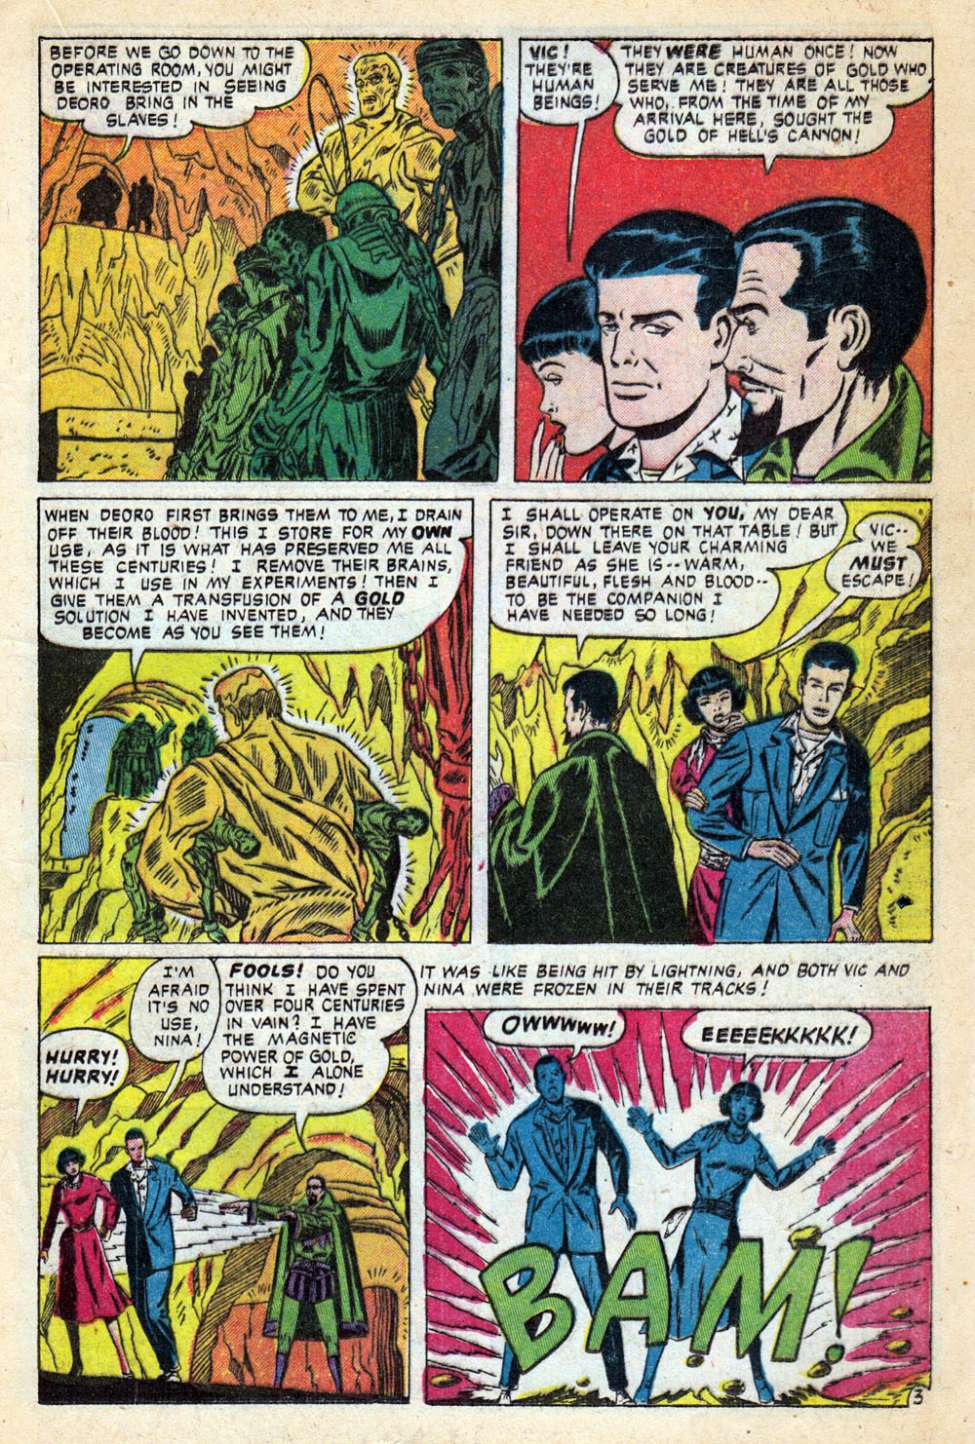 BEFORE WE GO DOWN TO THE
OPERATING ROOM, YOU MIGHT
BE INTERESTED IN SEEING
DEORO BRING IN THE
SLAVES!
VIC!
THEY'RE
HUMAN
BEINGS!
THEY WERE HUMAN ONCE! NOW
THEY ARE CREATURES OF GOLD WHO
SERVE ME! THEY ARE ALL THOSE
WHO, FROM THE TIME OF MY
ARRIVAL HERE, SOUGHT THE
GOLD OF HELL'S CANYON!
WHEN DEORO FIRST BRINGS THEM TO ME, I DRAIN
OFF THEIR BLOOD! THIS I STORE FOR MY OWN
USE, AS IT IS WHAT HAS PRESERVED ME ALL
THESE CENTURIES! I REMOVE THEIR BRAINS,
WHICH I USE IN MY EXPERIMENTS! THEN I
GIVE THEM A TRANSFUSION OF A GOLD
SOLUTION I HAVE INVENTED, AND THEY
BECOME AS YOU SEE THEM!
I SHALL OPERATE ON YOU, MY DEAR
SIR, DOWN THERE ON THAT TABLE! BUT
I SHALL LEAVE YOUR CHARMING
FRIEND AS SHE IS--WARM,
BEAUTIFUL, FLESH AND BLOOD--
TO BE THE COMPANION I
HAVE NEEDED SO LONG!
VIC--
WE
MUST
ESCAPE!
HURRY!
HURRY!
I'M
AFRAID
IT'S NO
USE,
NINA!
FOOLS! DO YOU
THINK I HAVE SPENT
OVER FOUR CENTURIES
IN VAIN? I HAVE
THE MAGNETIC
POWER OF GOLD,
WHICH I ALONE
UNDERSTAND!
IT WAS LIKE BEING HIT BY LIGHTNING, AND BOTH VIC AND
NINA WERE FROZEN IN THEIR TRACKS!
OWWWWW!
EEEEEKKKKK!
BAM!
3